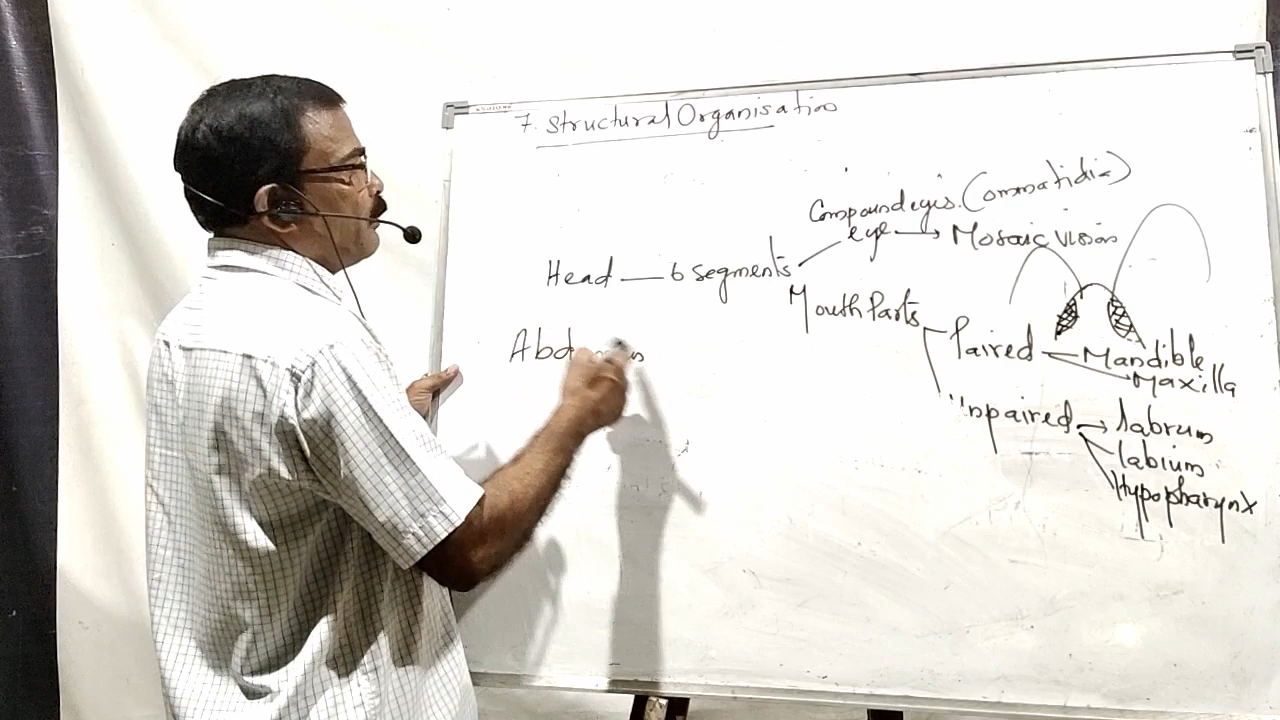 7. Structural Organisation
Compound eyes. (Ommatidia)
eye → Mosaic vision
Head — 6 segments
Mouth Parts
Paired — Mandible
Maxilla
Unpaired → Labrum
Labium
Hypopharynx